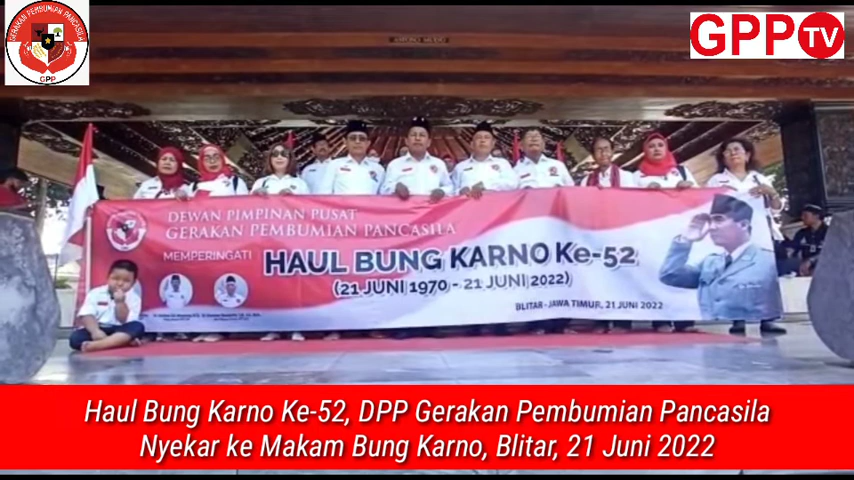 GERAKAN PEMBUMIAN PANCASILA
GPP
GPP TV
DEWAN PIMPINAN PUSAT
GERAKAN PEMBUMIAN PANCASILA
MEMPERINGATI
HAUL BUNG KARNO Ke-52
(21 JUNI 1970 - 21 JUNI 2022)
BLITAR - JAWA TIMUR, 21 JUNI 2022
Haul Bung Karno Ke-52, DPP Gerakan Pembumian Pancasila
Nyekar ke Makam Bung Karno, Blitar, 21 Juni 2022